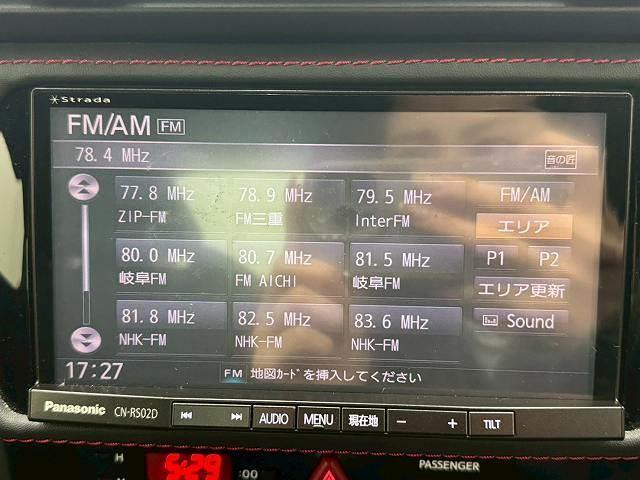 Strada
FM/AM FM
78.4 MHz 音の匠
77.8 MHz 78.9 MHz 79.5 MHz FM/AM
ZIP-FM FM三重 InterFM エリア
80.0 MHz 80.7 MHz 81.5 MHz P1 P2
岐阜FM FM AICHI 岐阜FM エリア更新
81.8 MHz 82.5 MHz 83.6 MHz Sound
NHK-FM NHK-FM NHK-FM
17:27 FM 地図ｶｰﾄﾞを挿入してください
Panasonic CN-RS02D AUDIO MENU 現在地 − + TILT
H 5:29 :00 PASSENGER